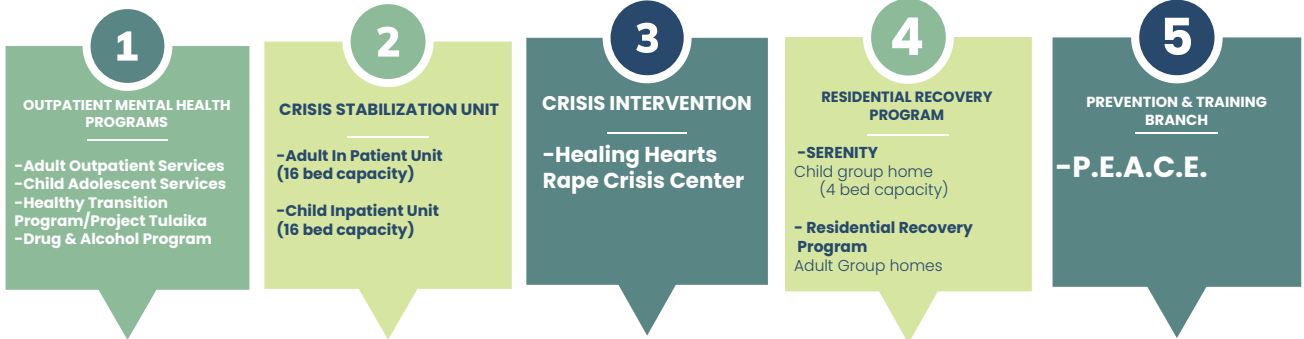 1
OUTPATIENT MENTAL HEALTH
PROGRAMS
-Adult Outpatient Services
-Child Adolescent Services
-Healthy Transition
Program/Project Tulaika
-Drug & Alcohol Program
2
CRISIS STABILIZATION UNIT
-Adult In Patient Unit
(16 bed capacity)
-Child Inpatient Unit
(16 bed capacity)
3
CRISIS INTERVENTION
-Healing Hearts
Rape Crisis Center
4
RESIDENTIAL RECOVERY
PROGRAM
-SERENITY
Child group home
(4 bed capacity)
- Residential Recovery
Program
Adult Group homes
5
PREVENTION & TRAINING
BRANCH
-P.E.A.C.E.